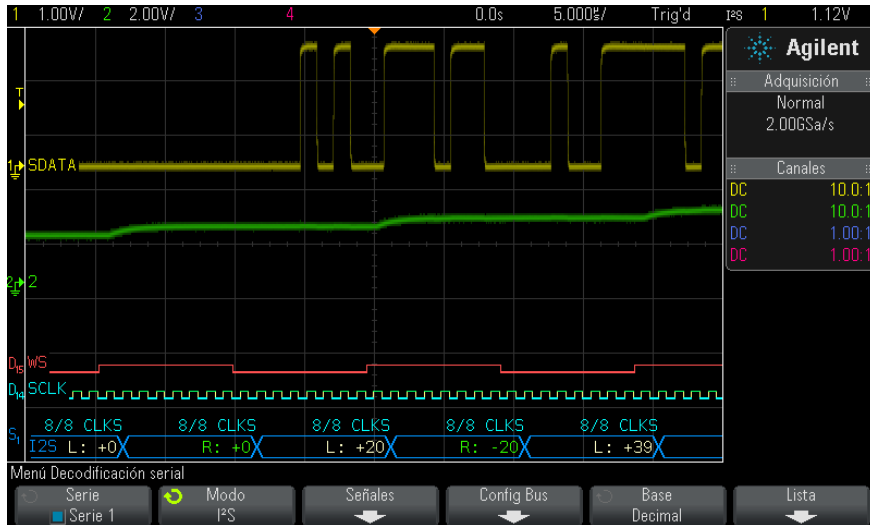 1 1.00V/ 2 2.00V/ 3 4 0.0s 5.000㎲/ Trig'd I²S 1 1.12V
Agilent
Adquisición
Normal
2.00GSa/s
Canales
DC 10.0:1
DC 10.0:1
DC 1.00:1
DC 1.00:1
T
1 SDATA
2 2
D15 WS
D14 SCLK
8/8 CLKS 8/8 CLKS 8/8 CLKS 8/8 CLKS 8/8 CLKS
S1 I2S L: +0 R: +0 L: +20 R: -20 L: +39
Menú Decodificación serial
Serie Modo Señales Config Bus Base Lista
Serie 1 I²S Decimal